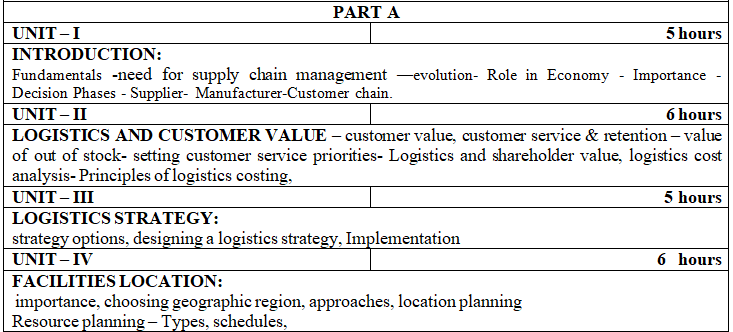 PART A
UNIT – I 5 hours
INTRODUCTION:
Fundamentals -need for supply chain management —evolution- Role in Economy - Importance -
Decision Phases - Supplier- Manufacturer-Customer chain.
UNIT – II 6 hours
LOGISTICS AND CUSTOMER VALUE – customer value, customer service & retention – value
of out of stock- setting customer service priorities- Logistics and shareholder value, logistics cost
analysis- Principles of logistics costing,
UNIT – III 5 hours
LOGISTICS STRATEGY:
strategy options, designing a logistics strategy, Implementation
UNIT – IV 6 hours
FACILITIES LOCATION:
importance, choosing geographic region, approaches, location planning
Resource planning – Types, schedules,